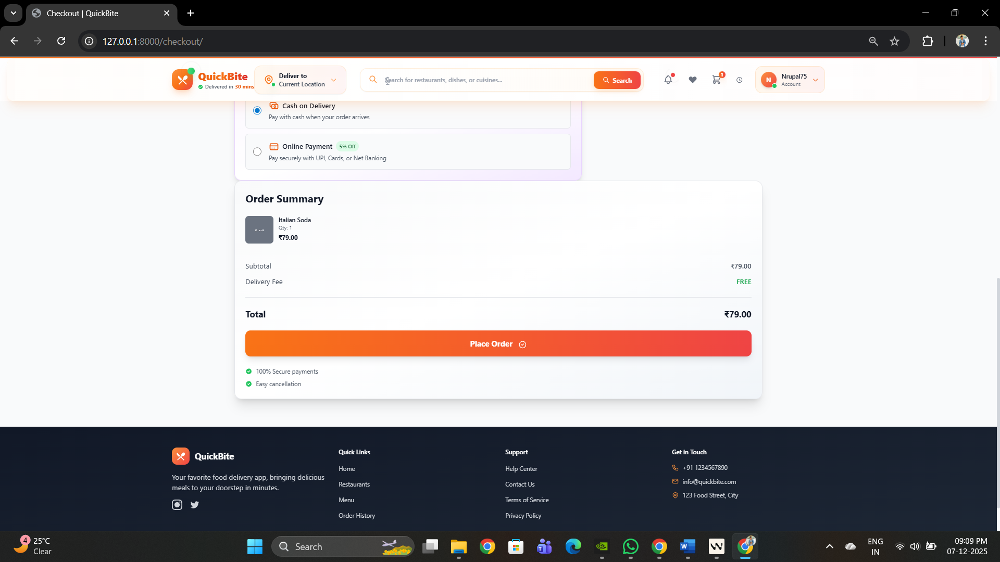 Checkout | QuickBite
127.0.0.1:8000/checkout/
QuickBite
Delivered in 30 mins
Deliver to
Current Location
Search for restaurants, dishes, or cuisines...
Search
1
N
Nrupal75
Account
Cash on Delivery
Pay with cash when your order arrives
Online Payment 5% Off
Pay securely with UPI, Cards, or Net Banking
Order Summary
Italian Soda
Qty: 1
₹79.00
Subtotal ₹79.00
Delivery Fee FREE
Total ₹79.00
Place Order
100% Secure payments
Easy cancellation
QuickBite
Your favorite food delivery app, bringing delicious
meals to your doorstep in minutes.
Quick Links
Home
Restaurants
Menu
Order History
Support
Help Center
Contact Us
Terms of Service
Privacy Policy
Get in Touch
+91 1234567890
info@quickbite.com
123 Food Street, City
4
25°C
Clear
Search
ENG
IN
09:09 PM
07-12-2025